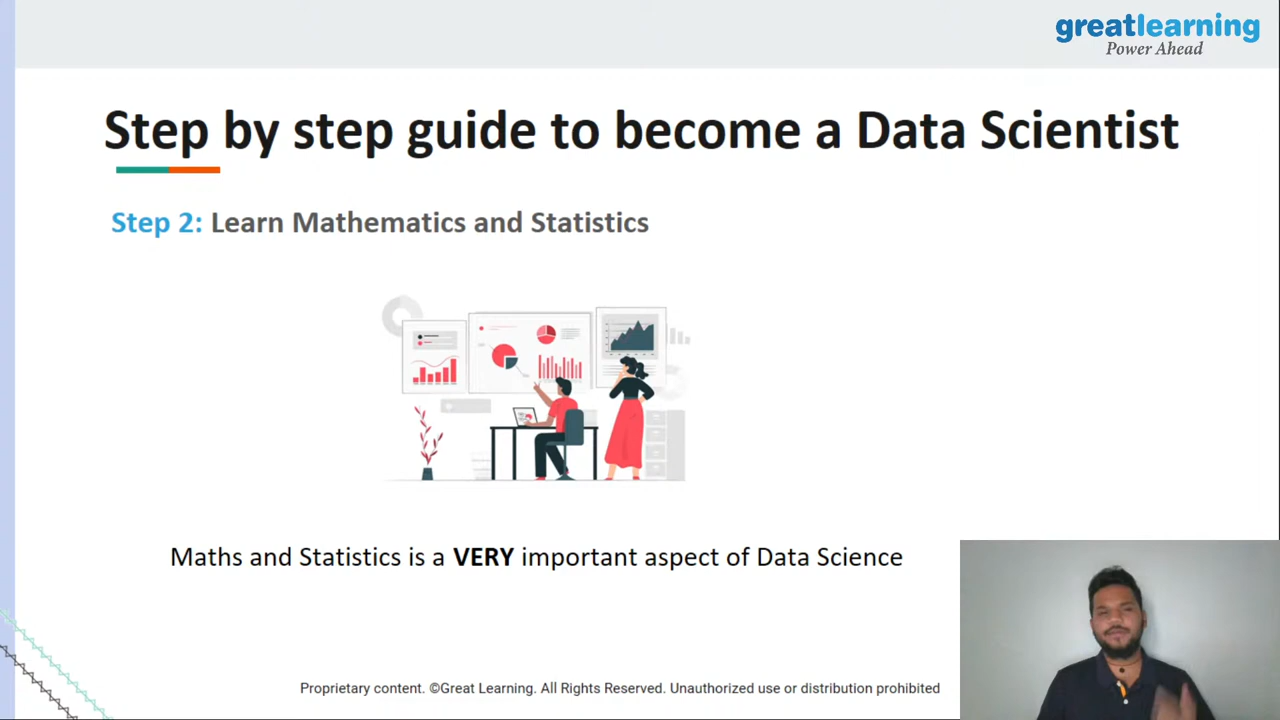 greatlearning
Power Ahead
Step by step guide to become a Data Scientist
Step 2: Learn Mathematics and Statistics
Maths and Statistics is a VERY important aspect of Data Science
Proprietary content. ©Great Learning. All Rights Reserved. Unauthorized use or distribution prohibited